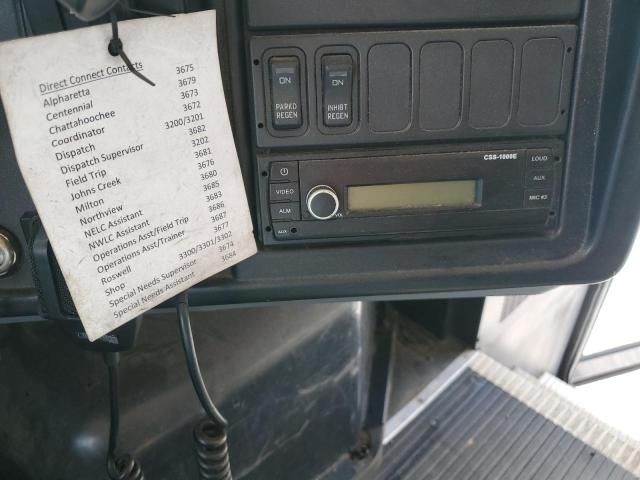 Direct Connect Contacts
Alpharetta 3675
Centennial 3679
Chattahoochee 3673
Coordinator 3672
Dispatch 3200/3201
Dispatch Supervisor 3682
Field Trip 3202
Johns Creek 3681
Milton 3676
Northview 3680
NELC Assistant 3685
NWLC Assistant 3683
Operations Asst/Field Trip 3686
Operations Asst/Trainer 3687
Roswell 3677
Shop 3300/3301/3302
Special Needs Supervisor 3674
Special Needs Assistant 3684
ON
PARKD
REGEN
ON
INHIBT
REGEN
CSS-1000E
VIDEO
ALM
AUX
VOL
LOUD
AUX
MIC #3